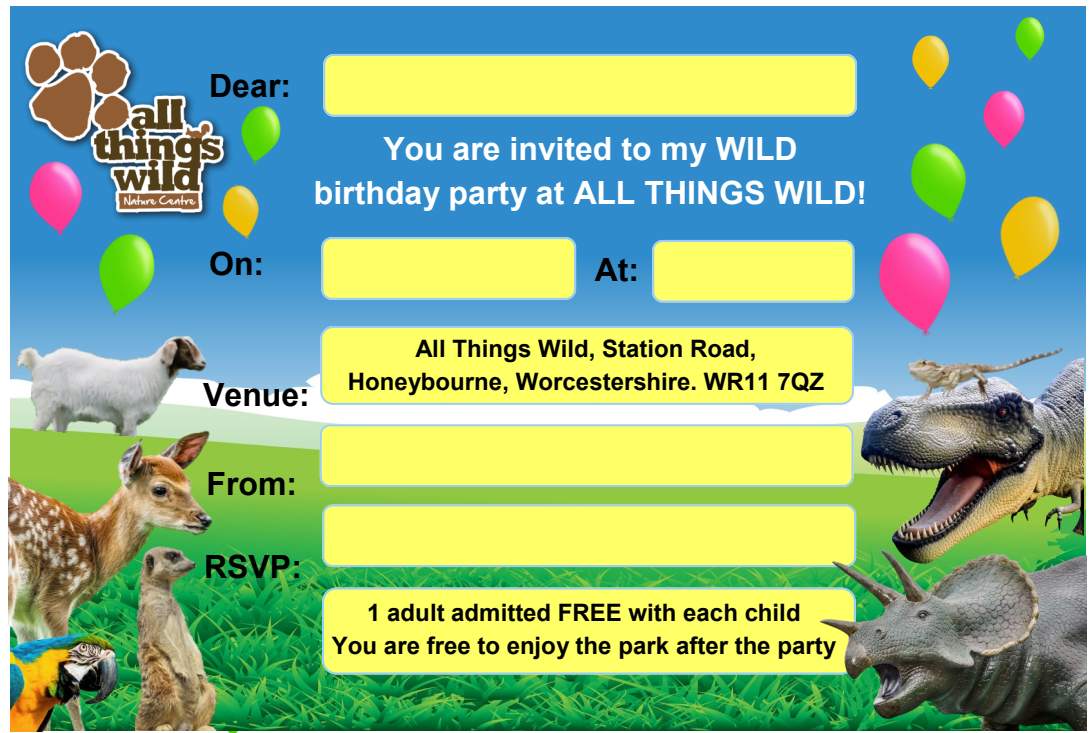 all
things
wild
Nature Centre
Dear:
You are invited to my WILD
birthday party at ALL THINGS WILD!
On:
At:
Venue:
All Things Wild, Station Road,
Honeybourne, Worcestershire. WR11 7QZ
From:
RSVP:
1 adult admitted FREE with each child
You are free to enjoy the park after the party